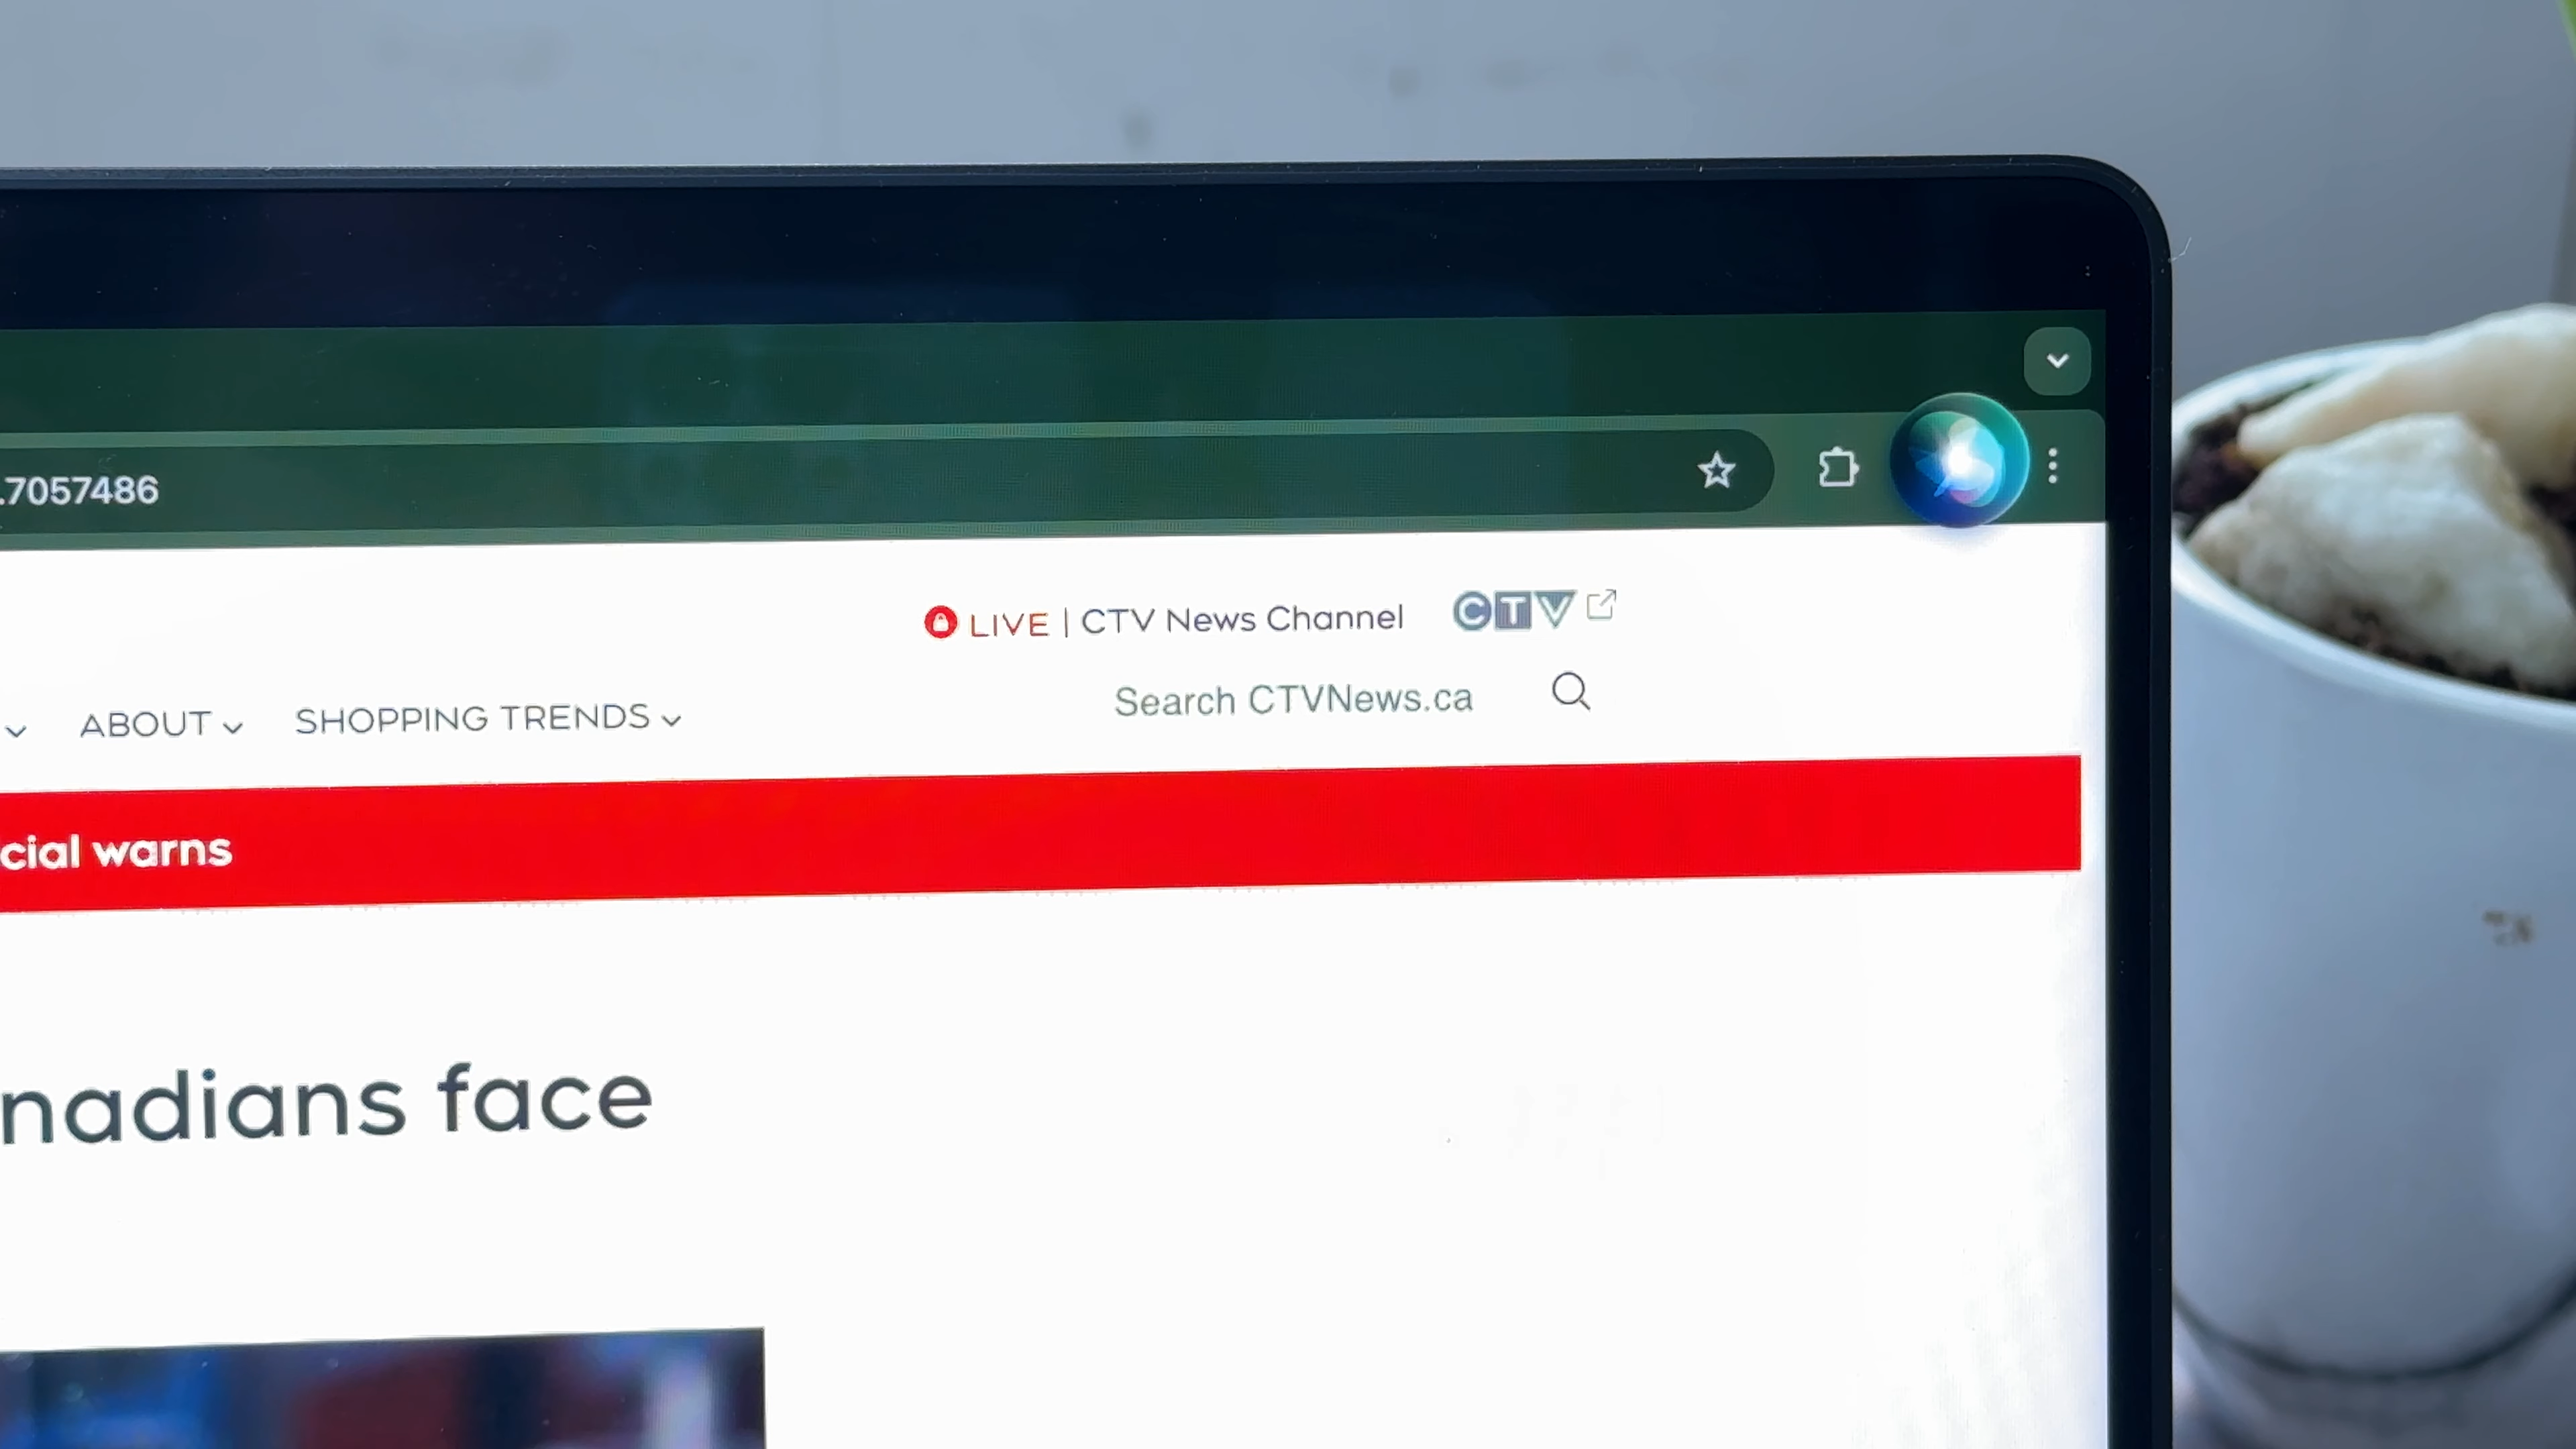 .7057486
LIVE | CTV News Channel CTV
Search CTVNews.ca
ABOUT SHOPPING TRENDS
cial warns
nadians face